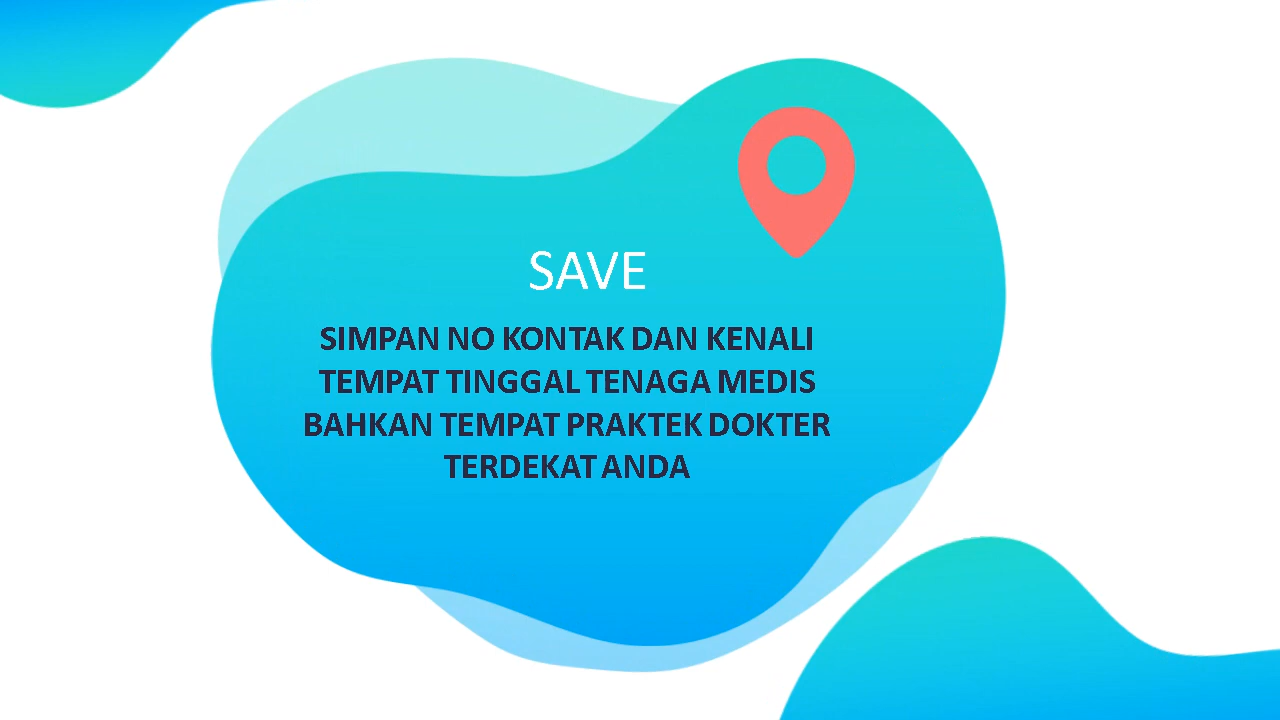 SAVE
SIMPAN NO KONTAK DAN KENALI
TEMPAT TINGGAL TENAGA MEDIS
BAHKAN TEMPAT PRAKTEK DOKTER
TERDEKAT ANDA